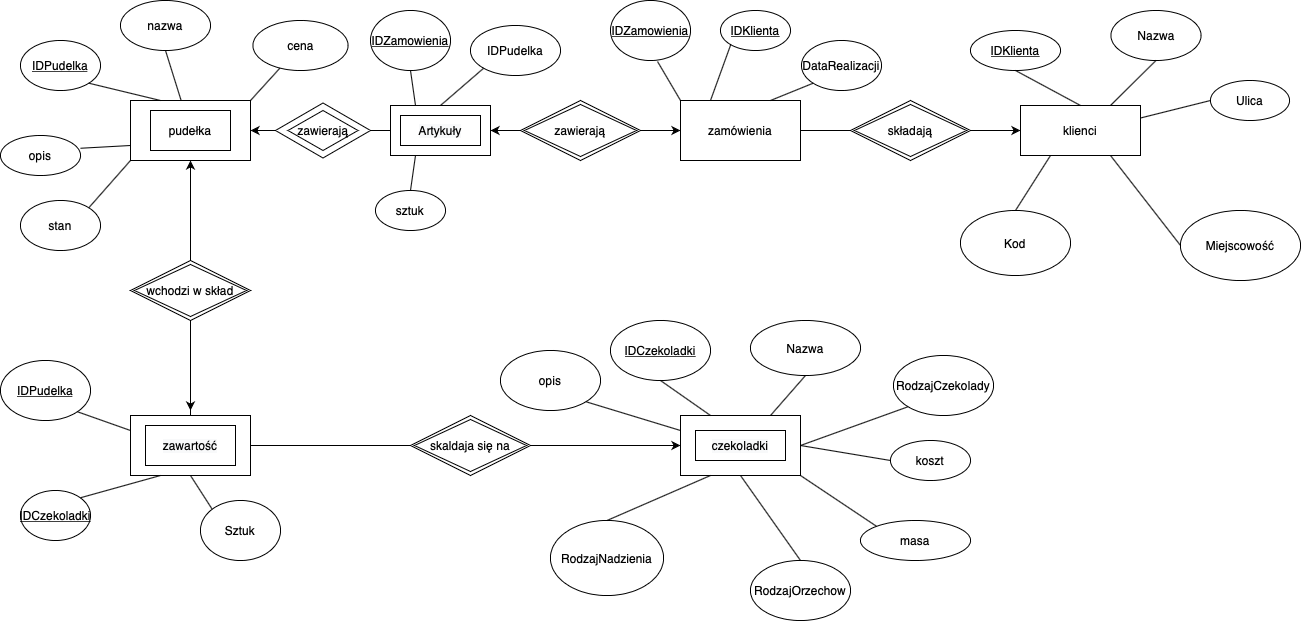 nazwa
cena
IDPudelka
IDZamowienia
IDPudelka
IDZamowienia
IDKlienta
DataRealizacji
IDKlienta
Nazwa
Ulica
pudełka
zawierają
Artykuły
zawierają
zamówienia
składają
klienci
opis
stan
sztuk
Kod
Miejscowość
wchodzi w skład
IDPudelka
zawartość
IDCzekoladki
Sztuk
skaldaja się na
opis
IDCzekoladki
Nazwa
RodzajCzekolady
czekoladki
koszt
masa
RodzajNadzienia
RodzajOrzechow